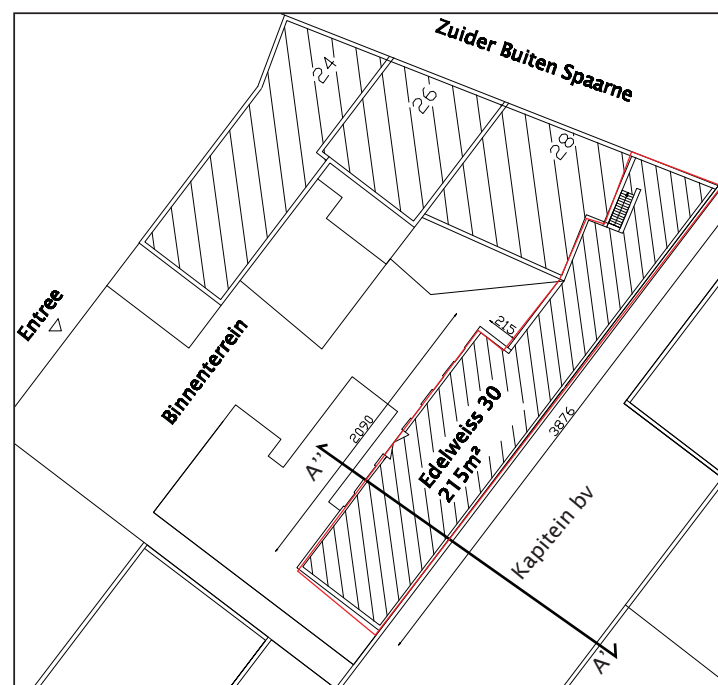 Zuider Buiten Spaarne
24
26
28
Entree
Binnenterrein
215
2090
3876
Edelweiss 30
215m²
A''
Kapitein bv
A'